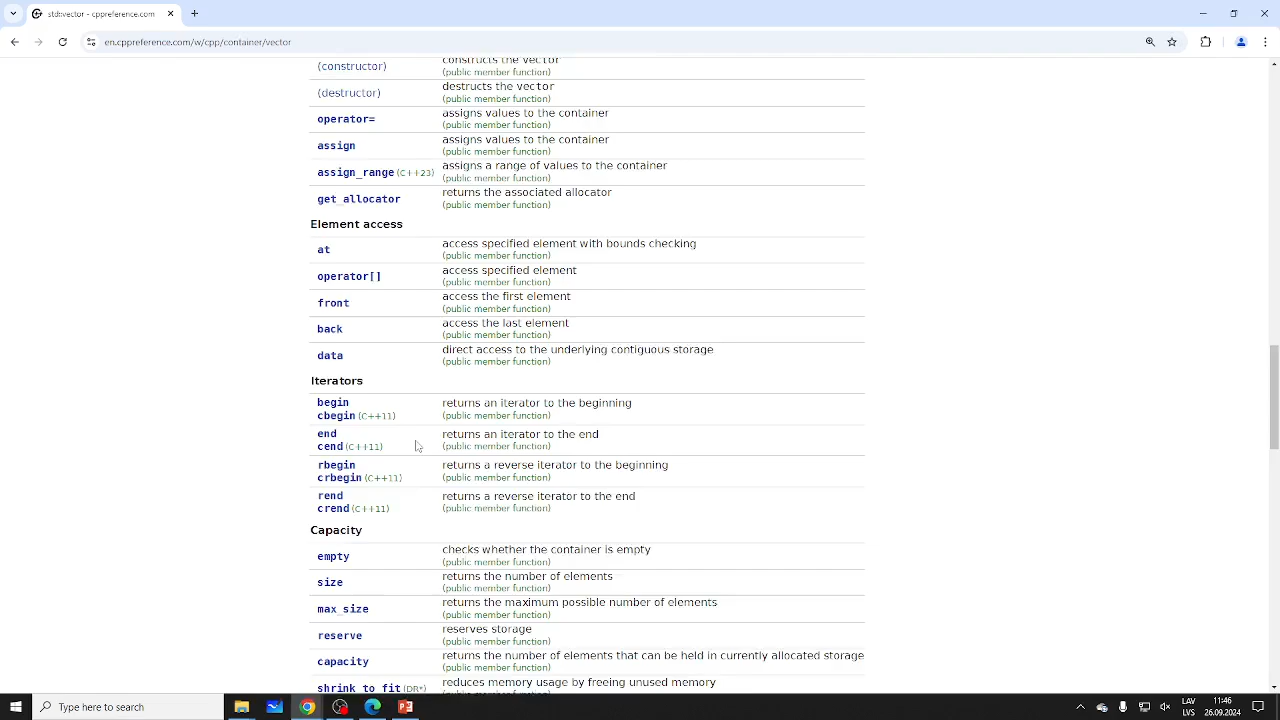 std::vector - cppreference.com
en.cppreference.com/w/cpp/container/vector
(constructor) constructs the vector
(public member function)
(destructor) destructs the vector
(public member function)
operator= assigns values to the container
(public member function)
assign assigns values to the container
(public member function)
assign_range (C++23) assigns a range of values to the container
(public member function)
get_allocator returns the associated allocator
(public member function)
Element access
at access specified element with bounds checking
(public member function)
operator[] access specified element
(public member function)
front access the first element
(public member function)
back access the last element
(public member function)
data direct access to the underlying contiguous storage
(public member function)
Iterators
begin returns an iterator to the beginning
cbegin (C++11) (public member function)
end returns an iterator to the end
cend (C++11) (public member function)
rbegin returns a reverse iterator to the beginning
crbegin (C++11) (public member function)
rend returns a reverse iterator to the end
crend (C++11) (public member function)
Capacity
empty checks whether the container is empty
(public member function)
size returns the number of elements
(public member function)
max_size returns the maximum possible number of elements
(public member function)
reserve reserves storage
(public member function)
capacity returns the number of elements that can be held in currently allocated storage
(public member function)
shrink_to_fit (DR*) reduces memory usage by freeing unused memory
Type here to search
LAV 11:46
LVS 26.09.2024